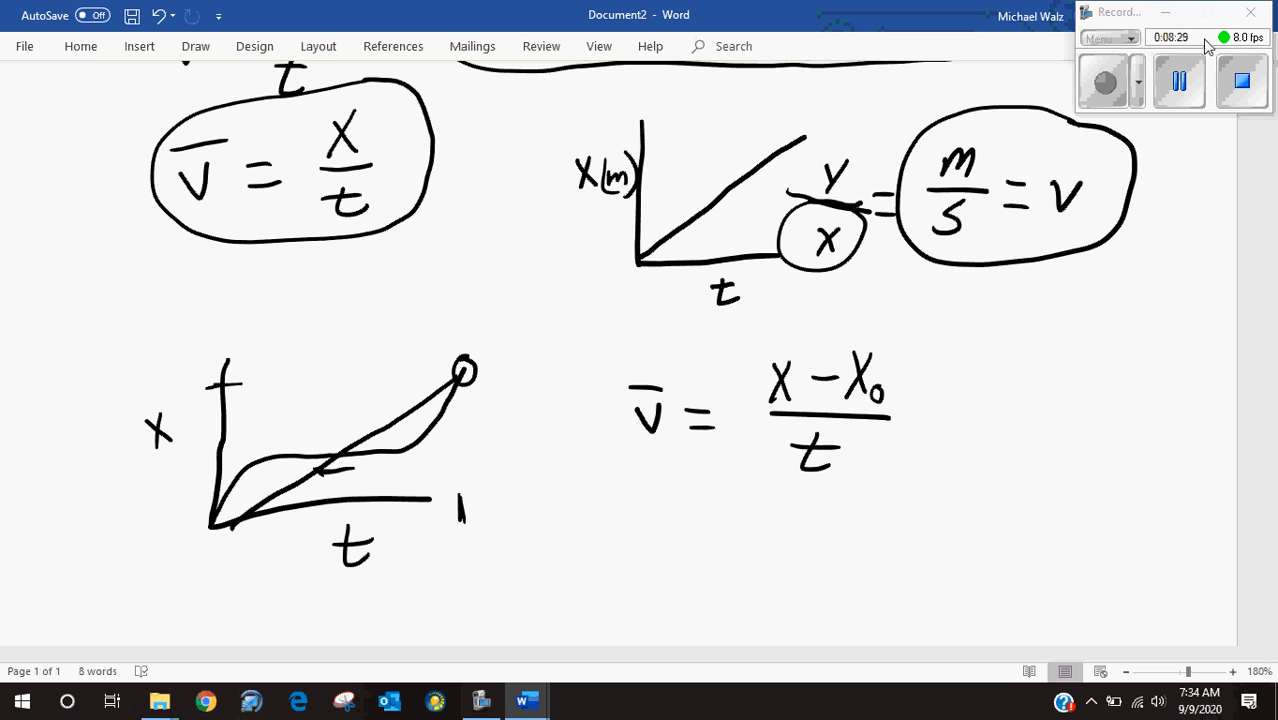 AutoSave Off Document2 - Word Michael Walz Record...
File Home Insert Draw Design Layout References Mailings Review View Help Search Menu 0:08:29 8.0 fps
t
v̅ = x/t
X(m)
y/x = m/s = v
t
X
t
v̅ = (X - X₀)/t
Page 1 of 1 8 words 180%
7:34 AM
9/9/2020